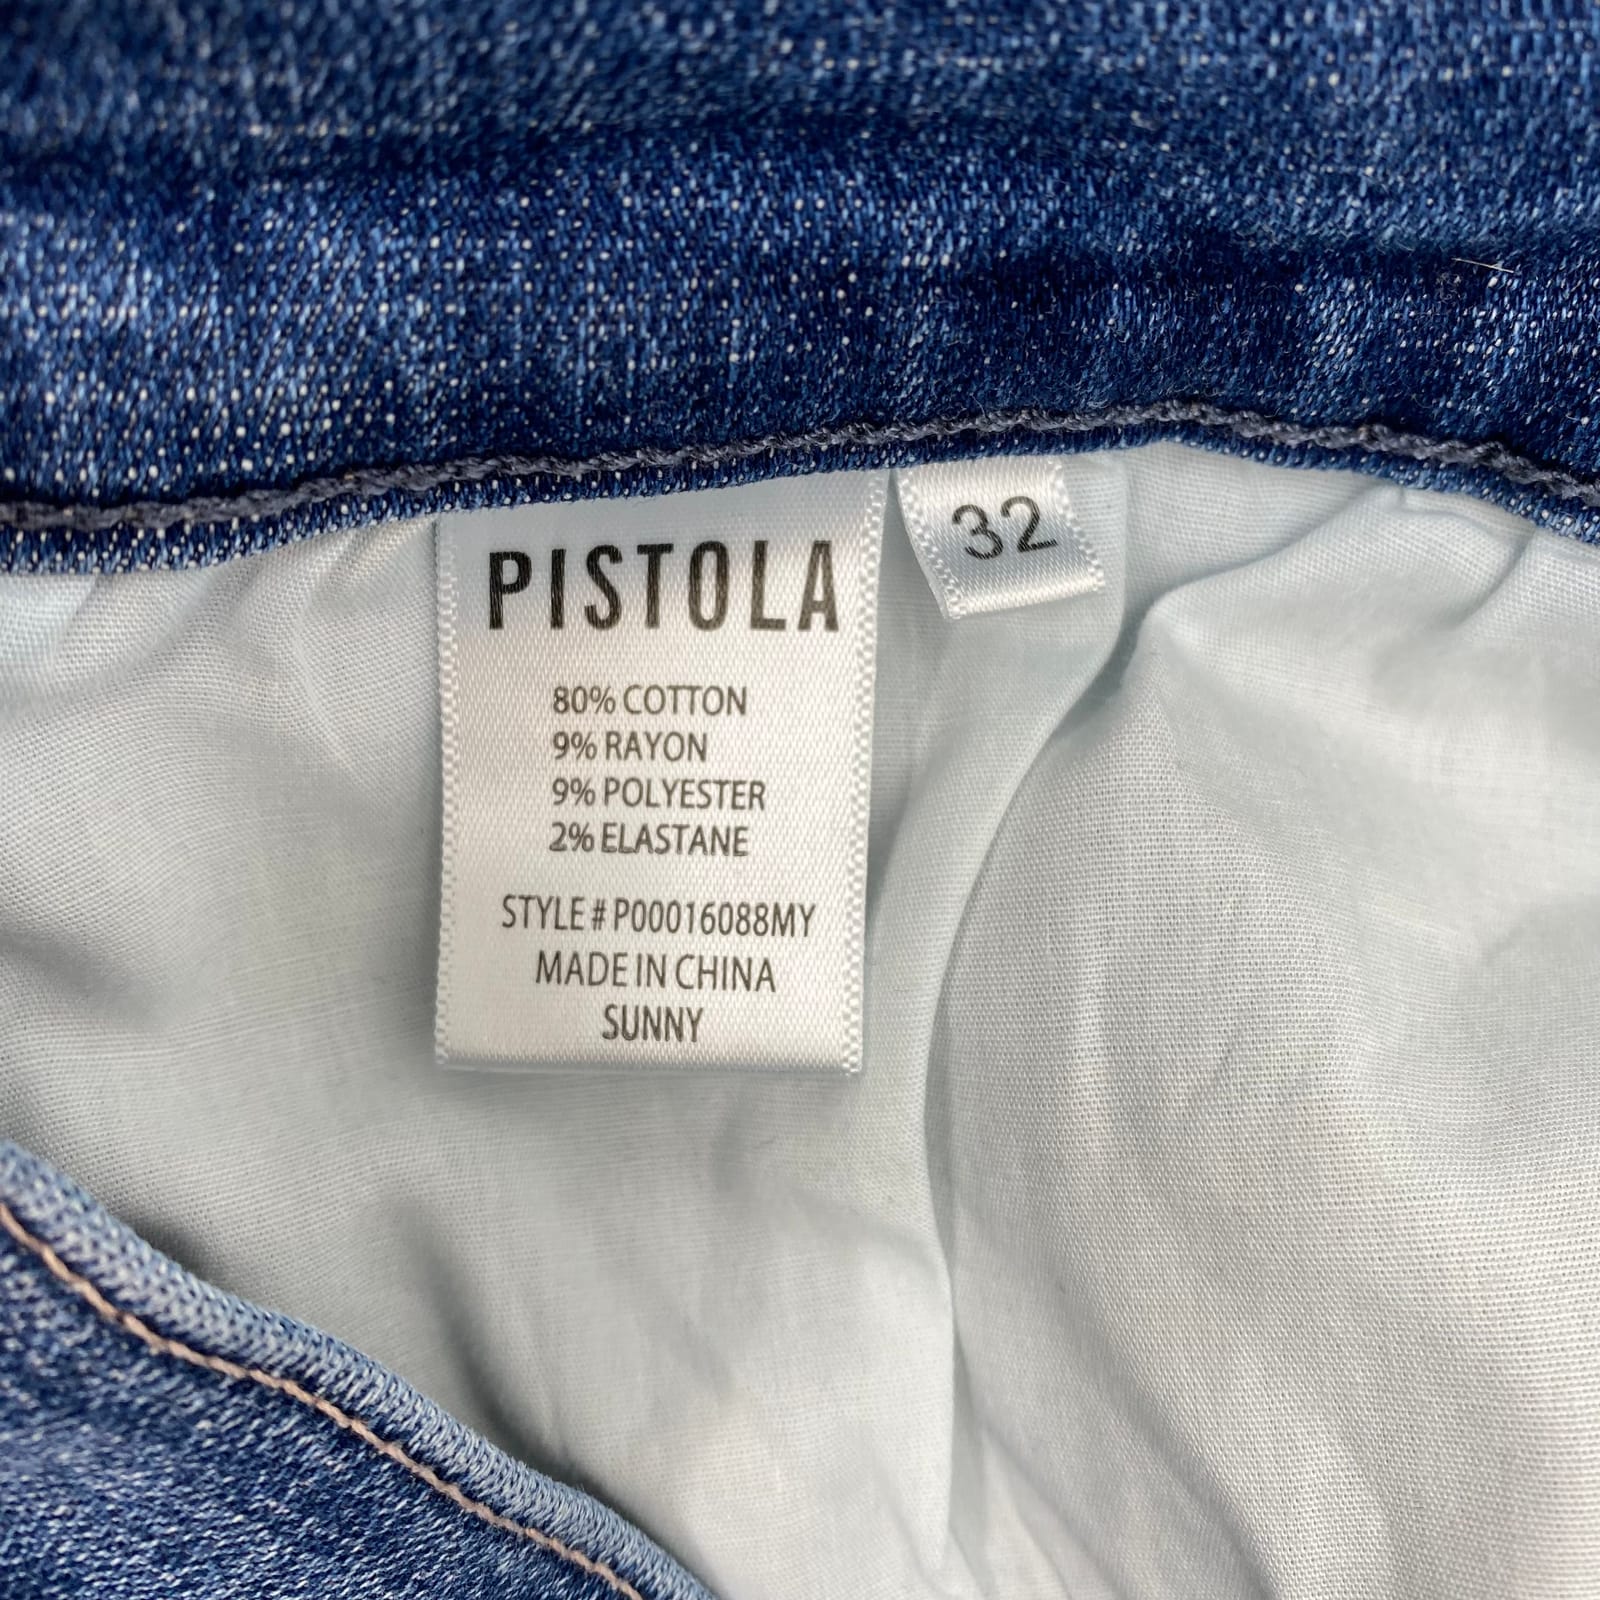 PISTOLA
80% COTTON
9% RAYON
9% POLYESTER
2% ELASTANE
STYLE # P00016088MY
MADE IN CHINA
SUNNY
32